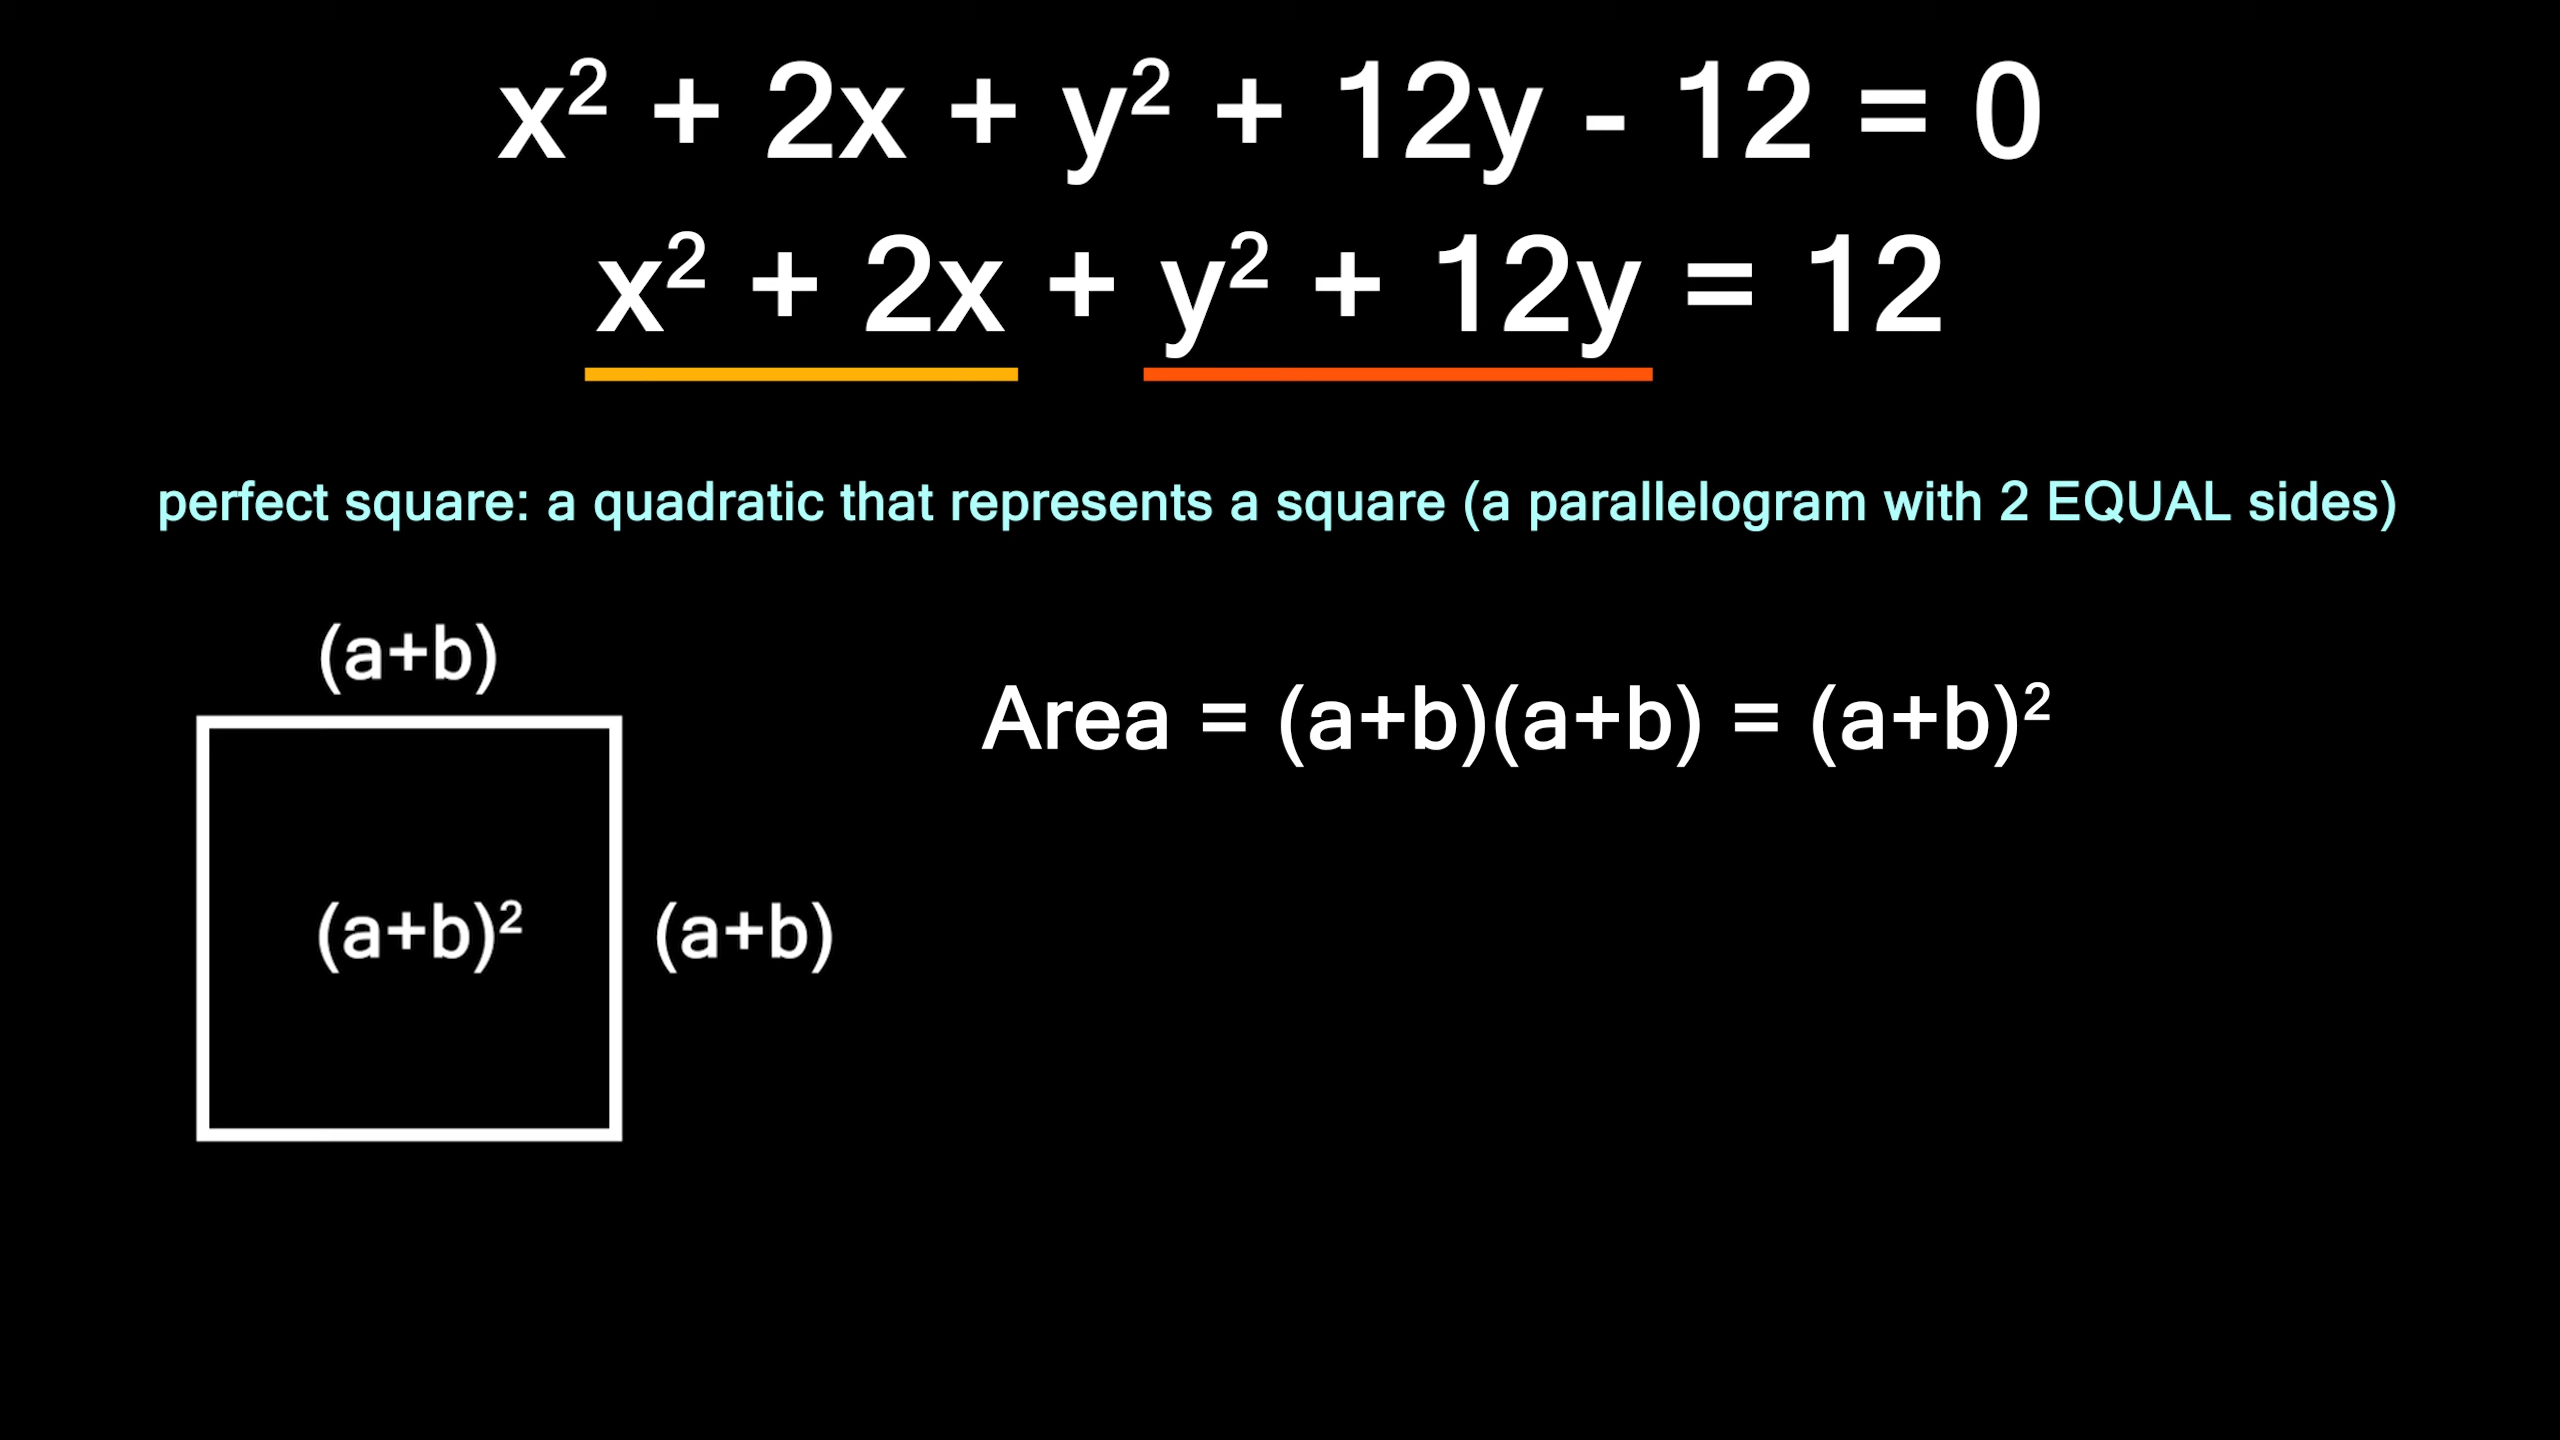 x² + 2x + y² + 12y - 12 = 0
x² + 2x + y² + 12y = 12
perfect square: a quadratic that represents a square (a parallelogram with 2 EQUAL sides)
(a+b)
Area = (a+b)(a+b) = (a+b)²
(a+b)²
(a+b)